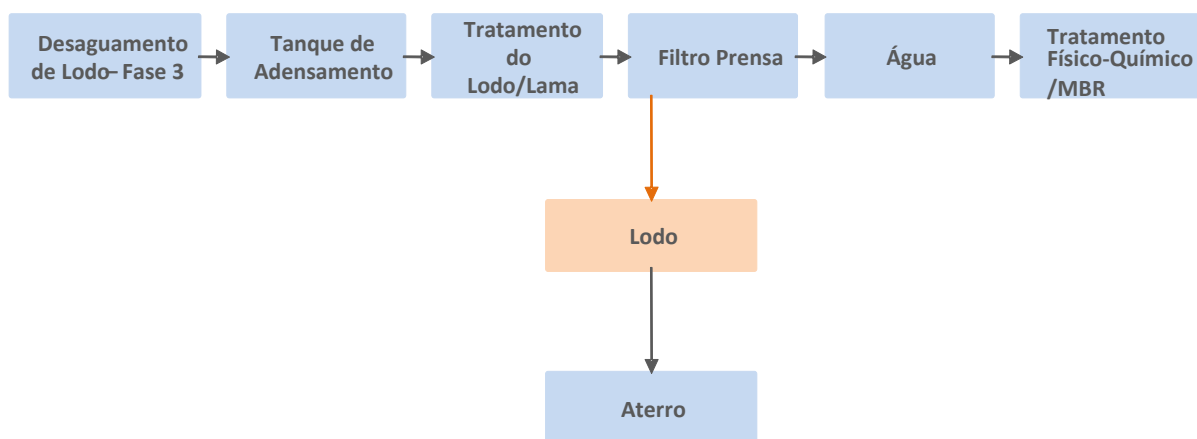 Desaguamento
de Lodo– Fase 3
Tanque de
Adensamento
Tratamento
do
Lodo/Lama
Filtro Prensa
Água
Tratamento
Físico-Químico
/MBR
Lodo
Aterro